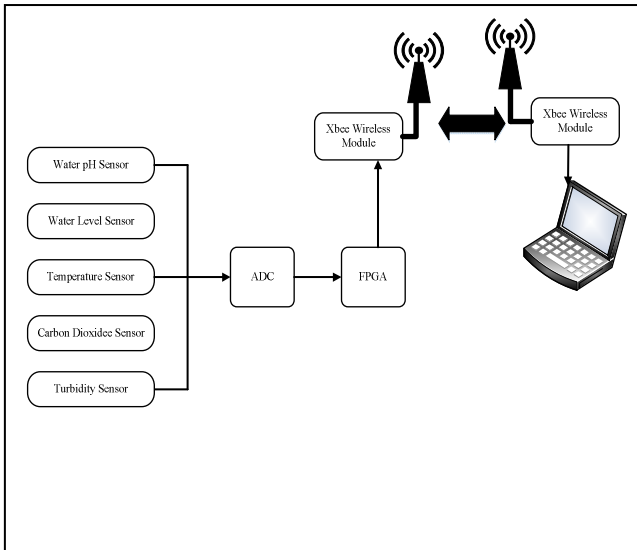 Xbee Wireless
Module
Xbee Wireless
Module
Water pH Sensor
Water Level Sensor
Temperature Sensor
ADC
FPGA
Carbon Dioxidee Sensor
Turbidity Sensor